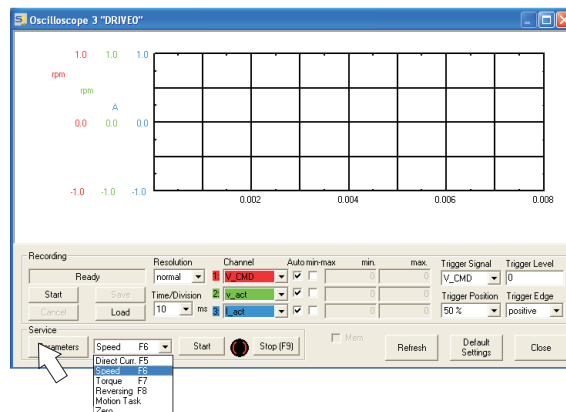 Oscilloscope 3 "DRIVE0"
1.0 1.0 1.0
rpm
rpm
A
0.0 0.0 0.0
-1.0 -1.0 -1.0
0.002 0.004 0.006 0.008
Recording
Resolution Channel Auto min-max min. max. Trigger Signal Trigger Level
Ready normal 1: V_CMD 0 0 V_CMD 0
Start Save Time/Division 2: v_act 0 0 Trigger Position Trigger Edge
Cancel Load 10 ms 3: I_act 0 0 50 % positive
Service
Parameters Speed F6 Start Stop (F9) Mem Refresh Default Settings Close
Direct Curr. F5
Speed F6
Torque F7
Reversing F8
Motion Task
Zero